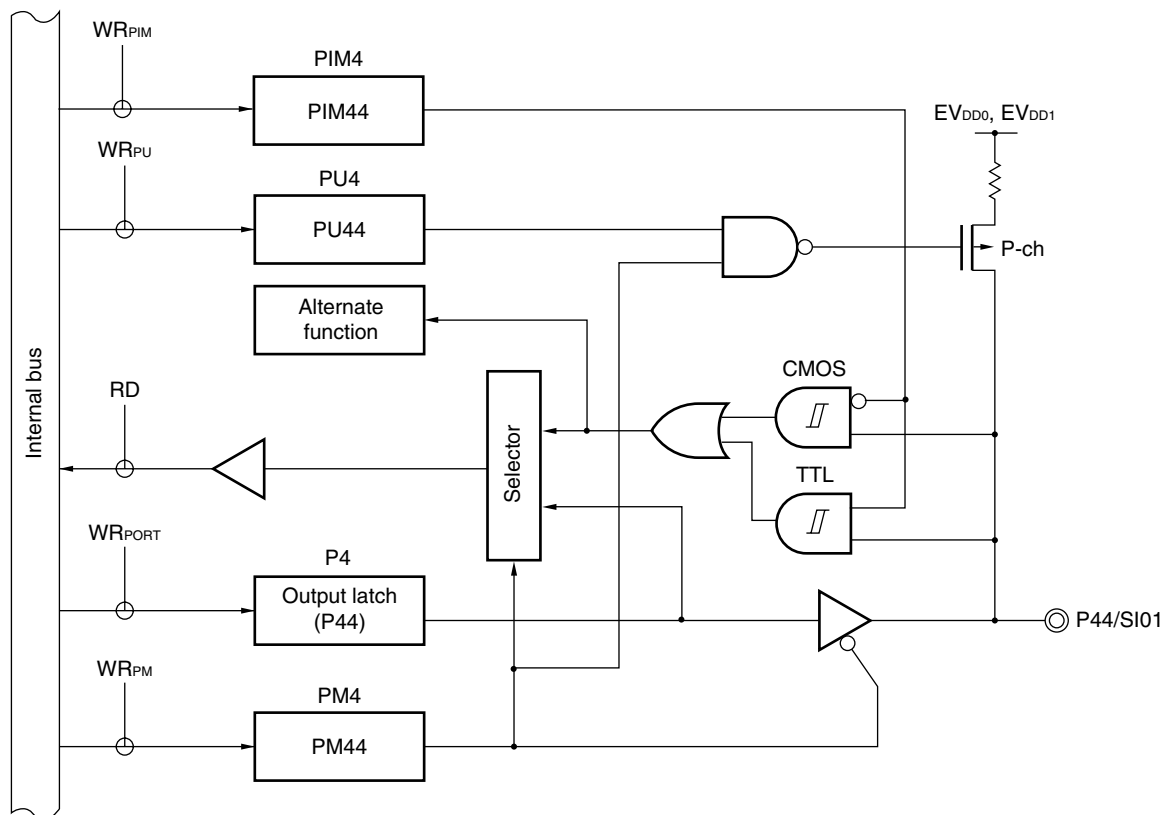 WRPIM
PIM4
PIM44
EVDD0, EVDD1
WRPU
PU4
PU44
P-ch
Alternate
function
CMOS
RD
Internal bus
Selector
TTL
WRPORT
P4
Output latch
(P44)
P44/SI01
WRPM
PM4
PM44